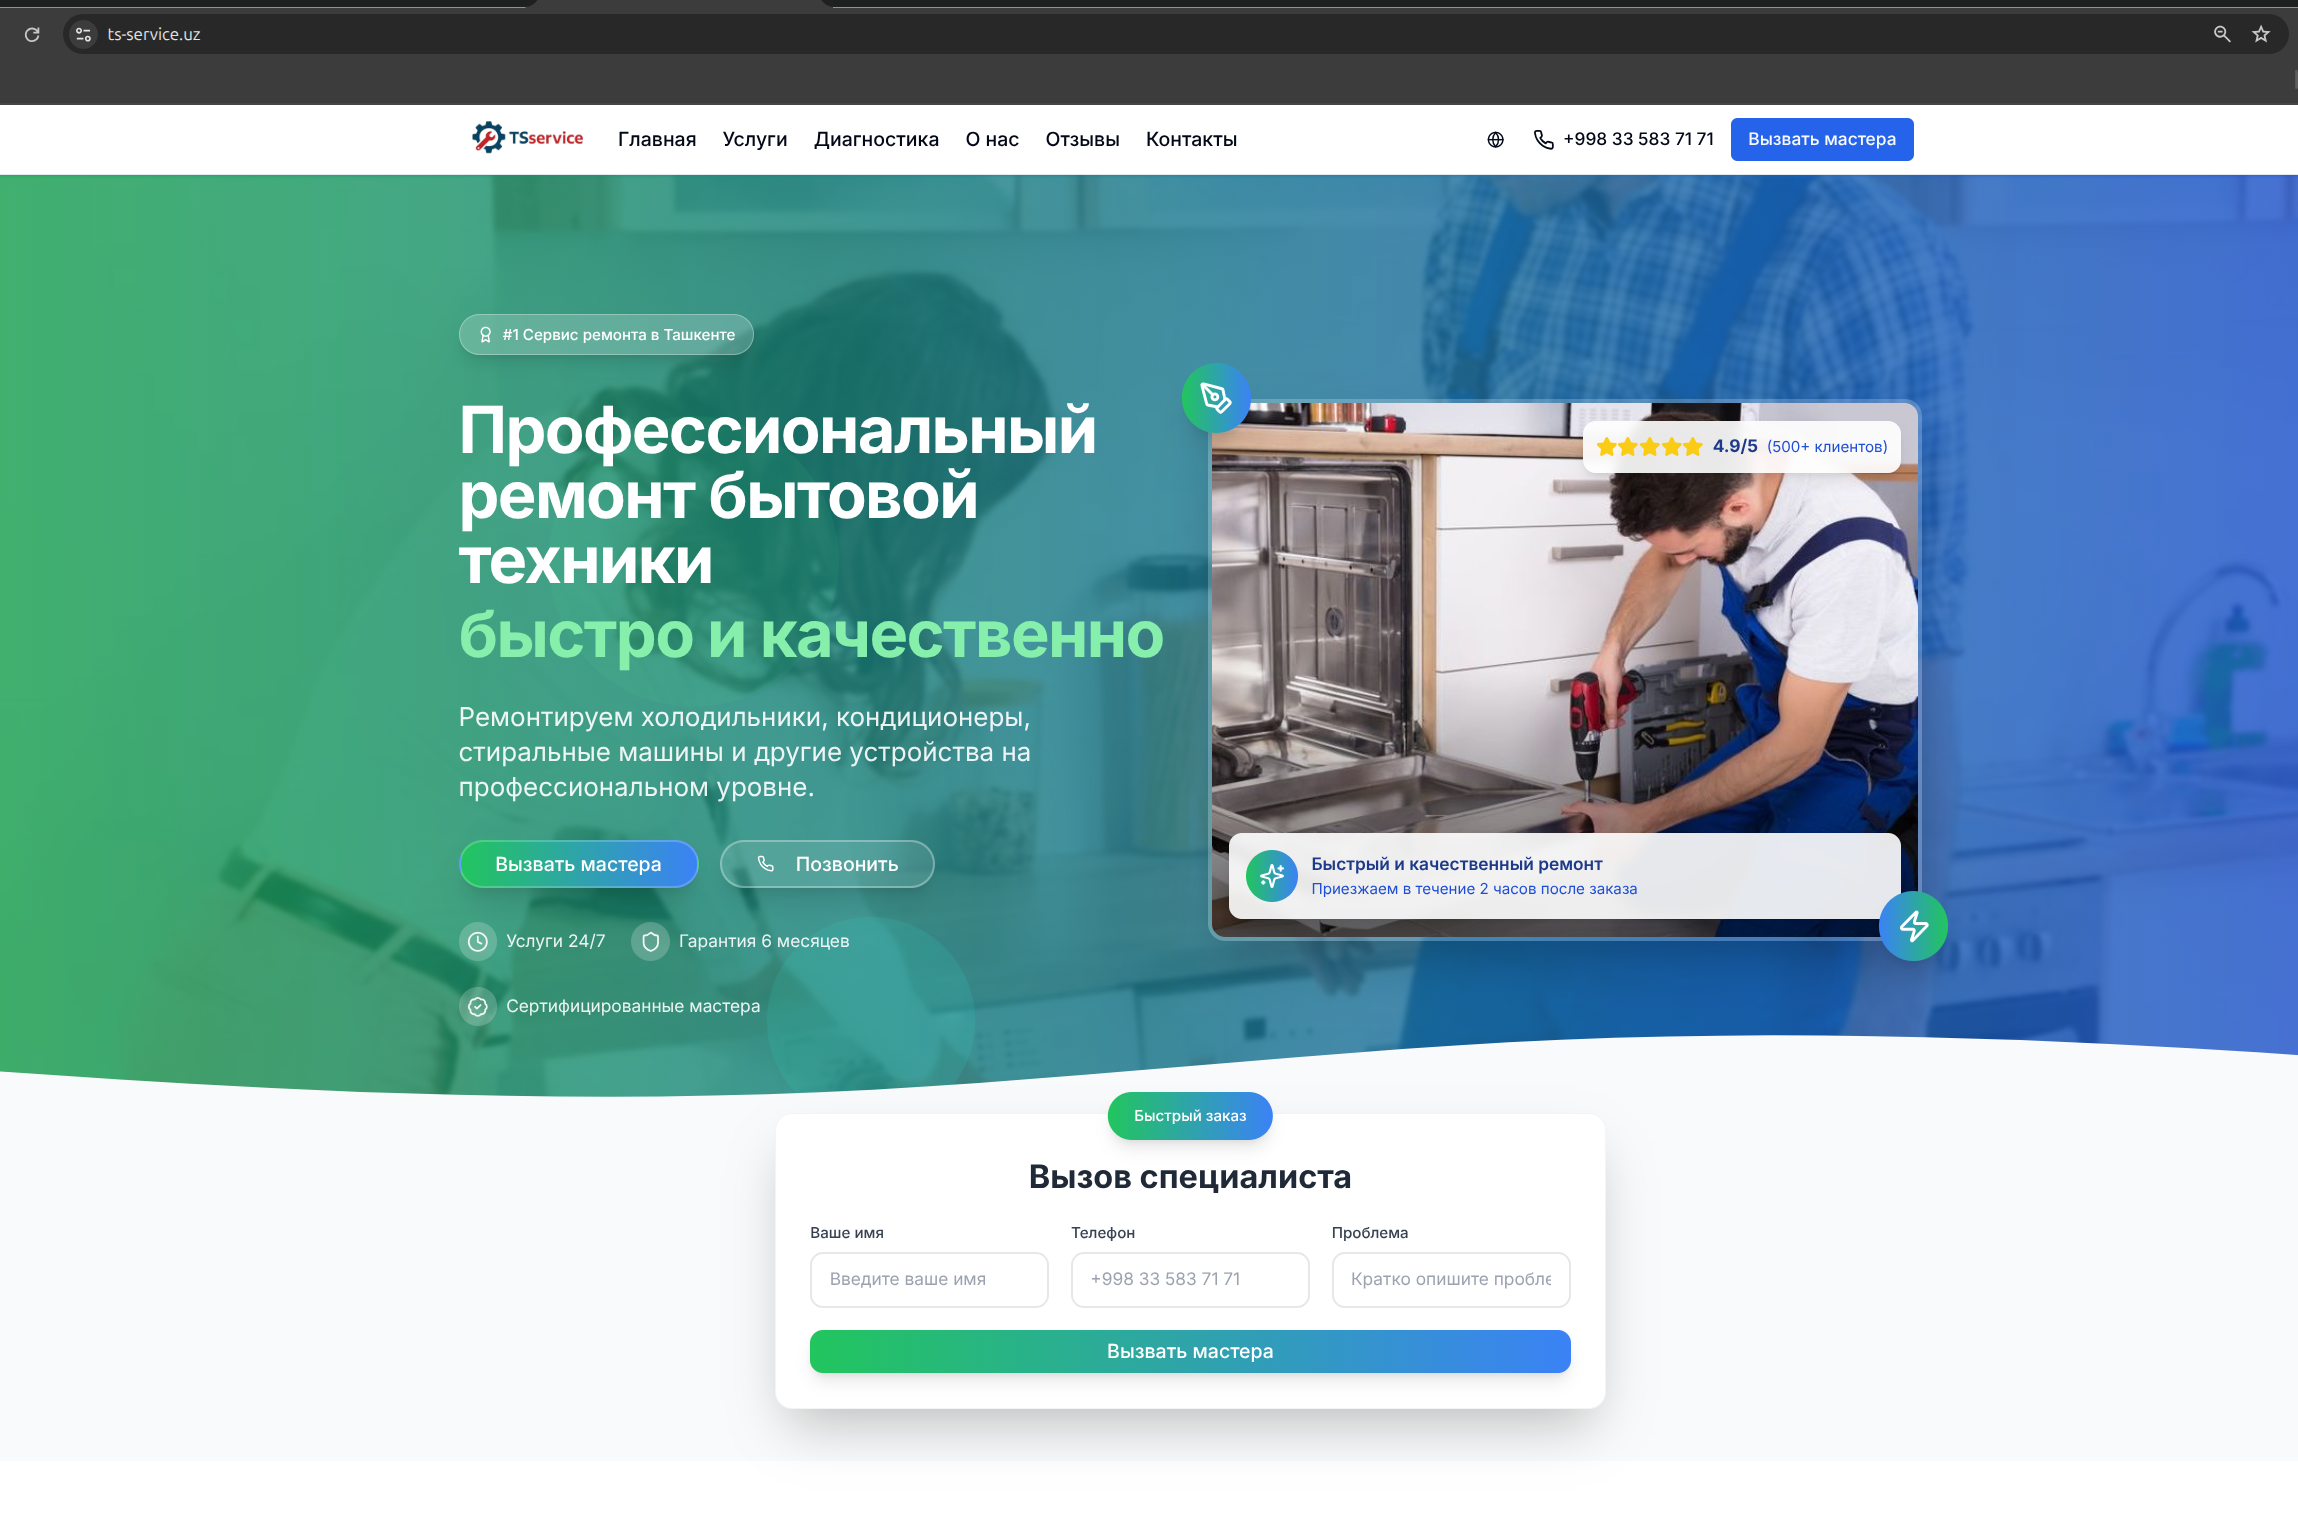 ts-service.uz
TSservice
Главная
Услуги
Диагностика
О нас
Отзывы
Контакты
+998 33 583 71 71
Вызвать мастера
#1 Сервис ремонта в Ташкенте
Профессиональный
ремонт бытовой
техники
быстро и качественно
Ремонтируем холодильники, кондиционеры,
стиральные машины и другие устройства на
профессиональном уровне.
Вызвать мастера
Позвонить
Услуги 24/7
Гарантия 6 месяцев
Сертифицированные мастера
4.9/5 (500+ клиентов)
Быстрый и качественный ремонт
Приезжаем в течение 2 часов после заказа
Быстрый заказ
Вызов специалиста
Ваше имя
Введите ваше имя
Телефон
+998 33 583 71 71
Проблема
Кратко опишите пробле
Вызвать мастера